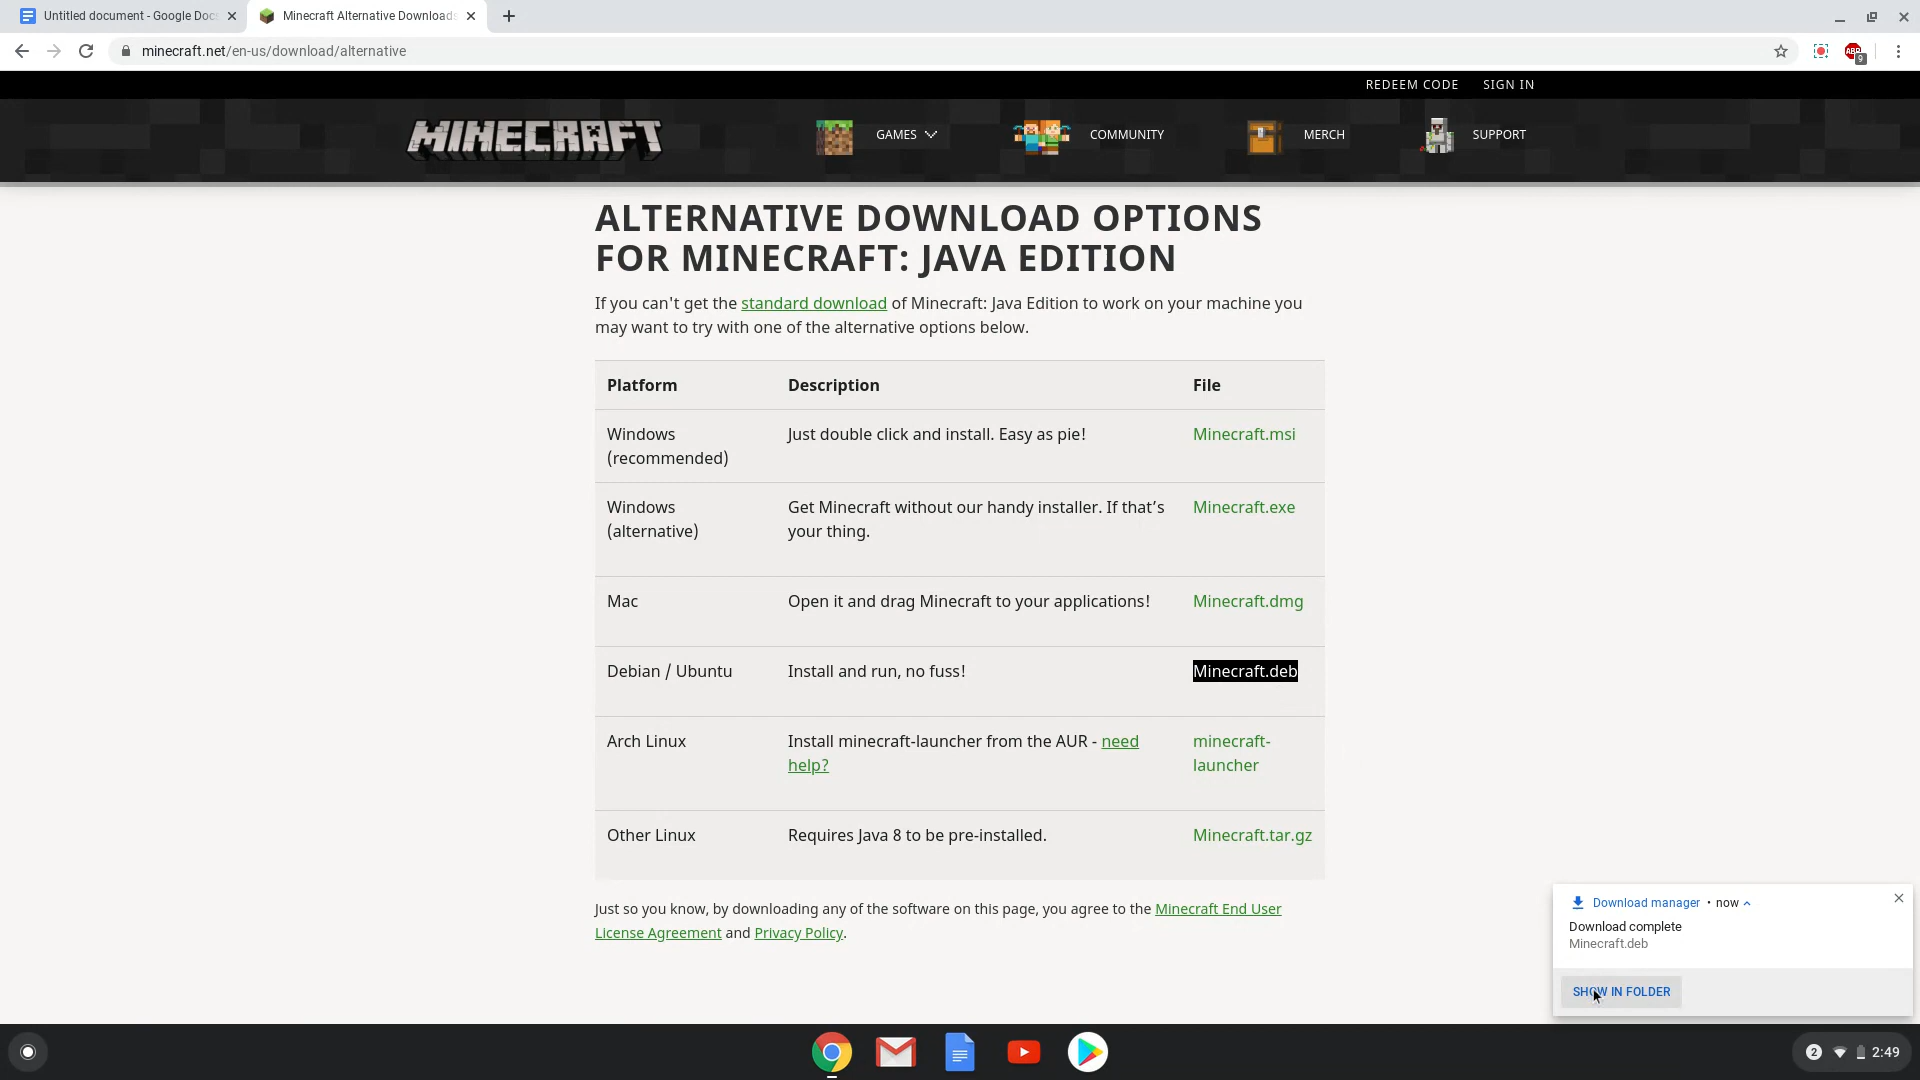 Untitled document - Google Doc
Minecraft Alternative Downloads
minecraft.net/en-us/download/alternative
ABP
9
REDEEM CODE
SIGN IN
MINECRAFT
GAMES
COMMUNITY
MERCH
SUPPORT
ALTERNATIVE DOWNLOAD OPTIONS
FOR MINECRAFT: JAVA EDITION
If you can't get the standard download of Minecraft: Java Edition to work on your machine you
may want to try with one of the alternative options below.
Platform Description File
Windows Just double click and install. Easy as pie! Minecraft.msi
(recommended)
Windows Get Minecraft without our handy installer. If that’s Minecraft.exe
(alternative) your thing.
Mac Open it and drag Minecraft to your applications! Minecraft.dmg
Debian / Ubuntu Install and run, no fuss! Minecraft.deb
Arch Linux Install minecraft-launcher from the AUR - need minecraft-
help? launcher
Other Linux Requires Java 8 to be pre-installed. Minecraft.tar.gz
Just so you know, by downloading any of the software on this page, you agree to the Minecraft End User
License Agreement and Privacy Policy.
Download manager • now
Download complete
Minecraft.deb
SHOW IN FOLDER
2
2:49